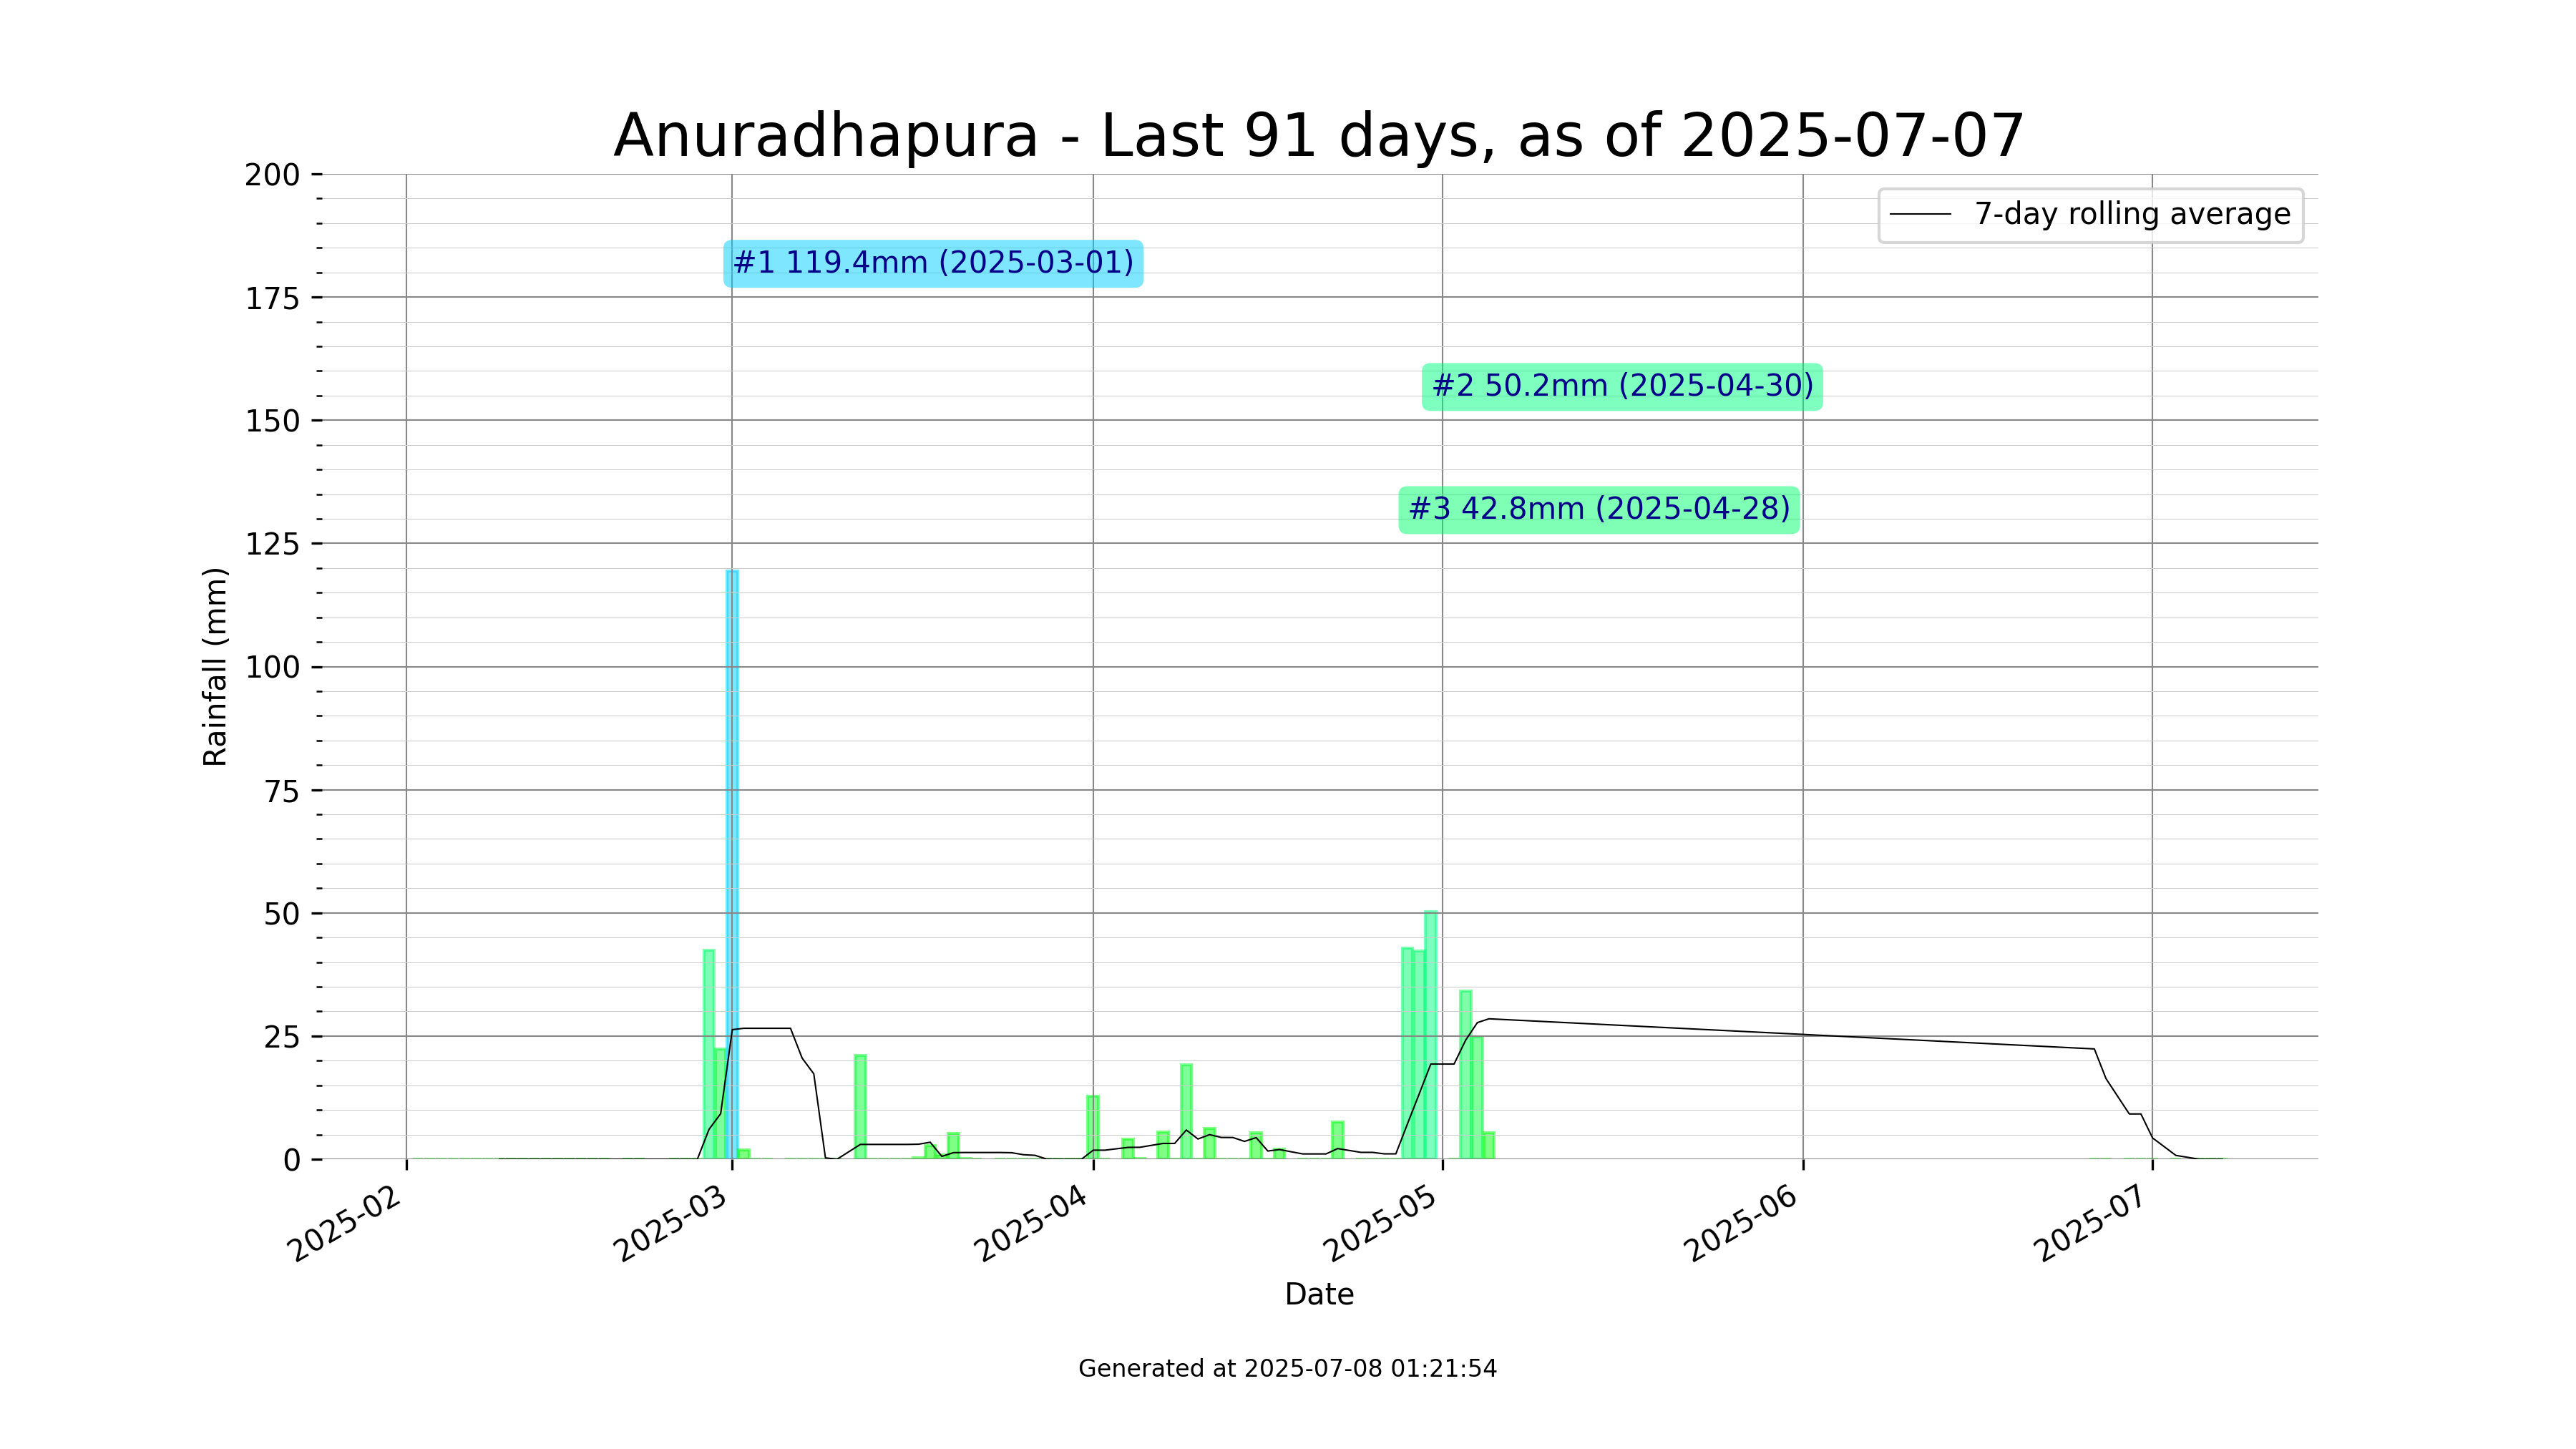 Anuradhapura - Last 91 days, as of 2025-07-07
200
175
150
125
100
75
50
25
0
Rainfall (mm)
7-day rolling average
#1 119.4mm (2025-03-01)
#2 50.2mm (2025-04-30)
#3 42.8mm (2025-04-28)
2025-02
2025-03
2025-04
2025-05
2025-06
2025-07
Date
Generated at 2025-07-08 01:21:54